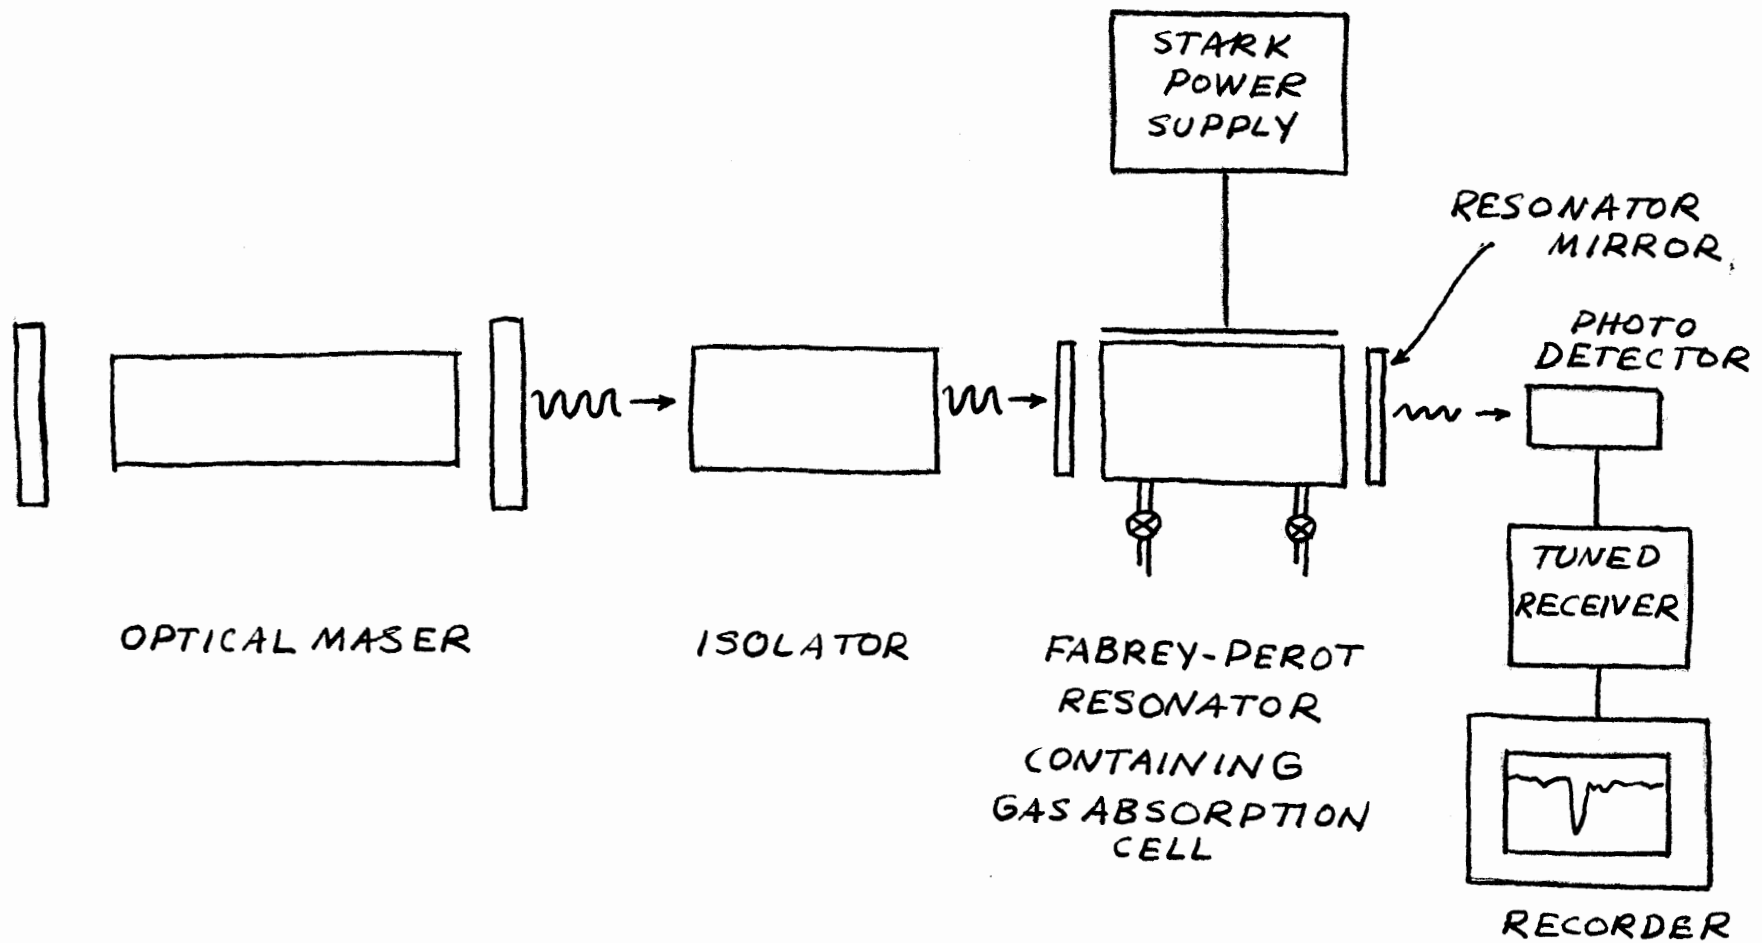 STARK
POWER
SUPPLY
RESONATOR
MIRROR
PHOTO
DETECTOR
TUNED
RECEIVER
OPTICAL MASER
ISOLATOR
FABREY-PEROT
RESONATOR
CONTAINING
GAS ABSORPTION
CELL
RECORDER